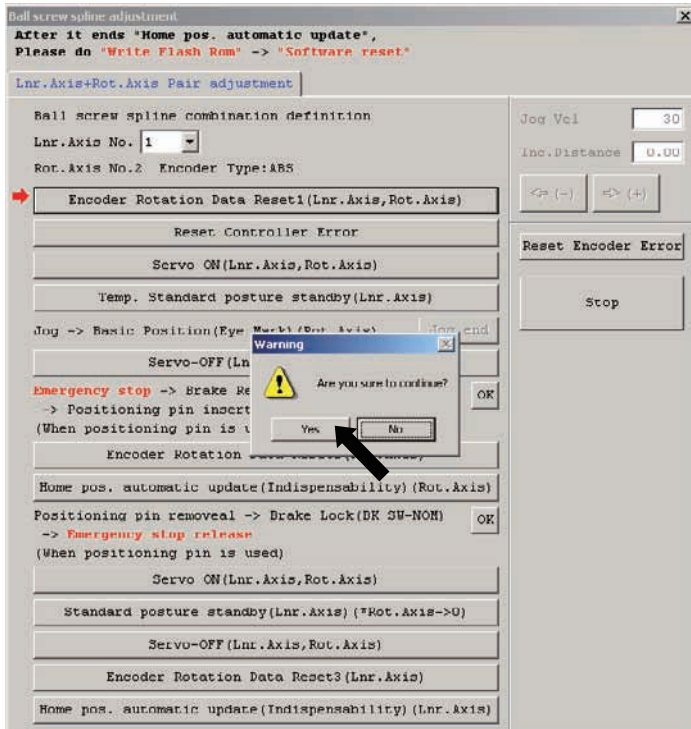 Ball screw spline adjustment
After it ends "Home pos. automatic update",
Please do "Write Flash Rom" -> "Software reset"
Lnr.Axis+Rot.Axis Pair adjustment
Ball screw spline combination definition
Lnr.Axis No. 1
Rot.Axis No.2 Encoder Type:ABS
Encoder Rotation Data Reset1(Lnr.Axis,Rot.Axis)
Reset Controller Error
Servo ON(Lnr.Axis,Rot.Axis)
Temp. Standard posture standby(Lnr.Axis)
Jog -> Basic Position(Eye Mark)(Rot.Axis) Jog end
Servo-OFF(Ln
Emergency stop -> Brake Re
OK
-> Positioning pin insert
(When positioning pin is
Encoder Rotation
Home pos. automatic update(Indispensability)(Rot.Axis)
Positioning pin removeal -> Brake Lock(BK SW-NOM)
OK
-> Emergency stop release
(When positioning pin is used)
Servo ON(Lnr.Axis,Rot.Axis)
Standard posture standby(Lnr.Axis)(*Rot.Axis->0)
Servo-OFF(Lnr.Axis,Rot.Axis)
Encoder Rotation Data Reset3(Lnr.Axis)
Home pos. automatic update(Indispensability)(Lnr.Axis)
Warning
Are you sure to continue?
Yes No
Jog Vel 30
Inc.Distance 0.00
<= (-) => (+)
Reset Encoder Error
Stop